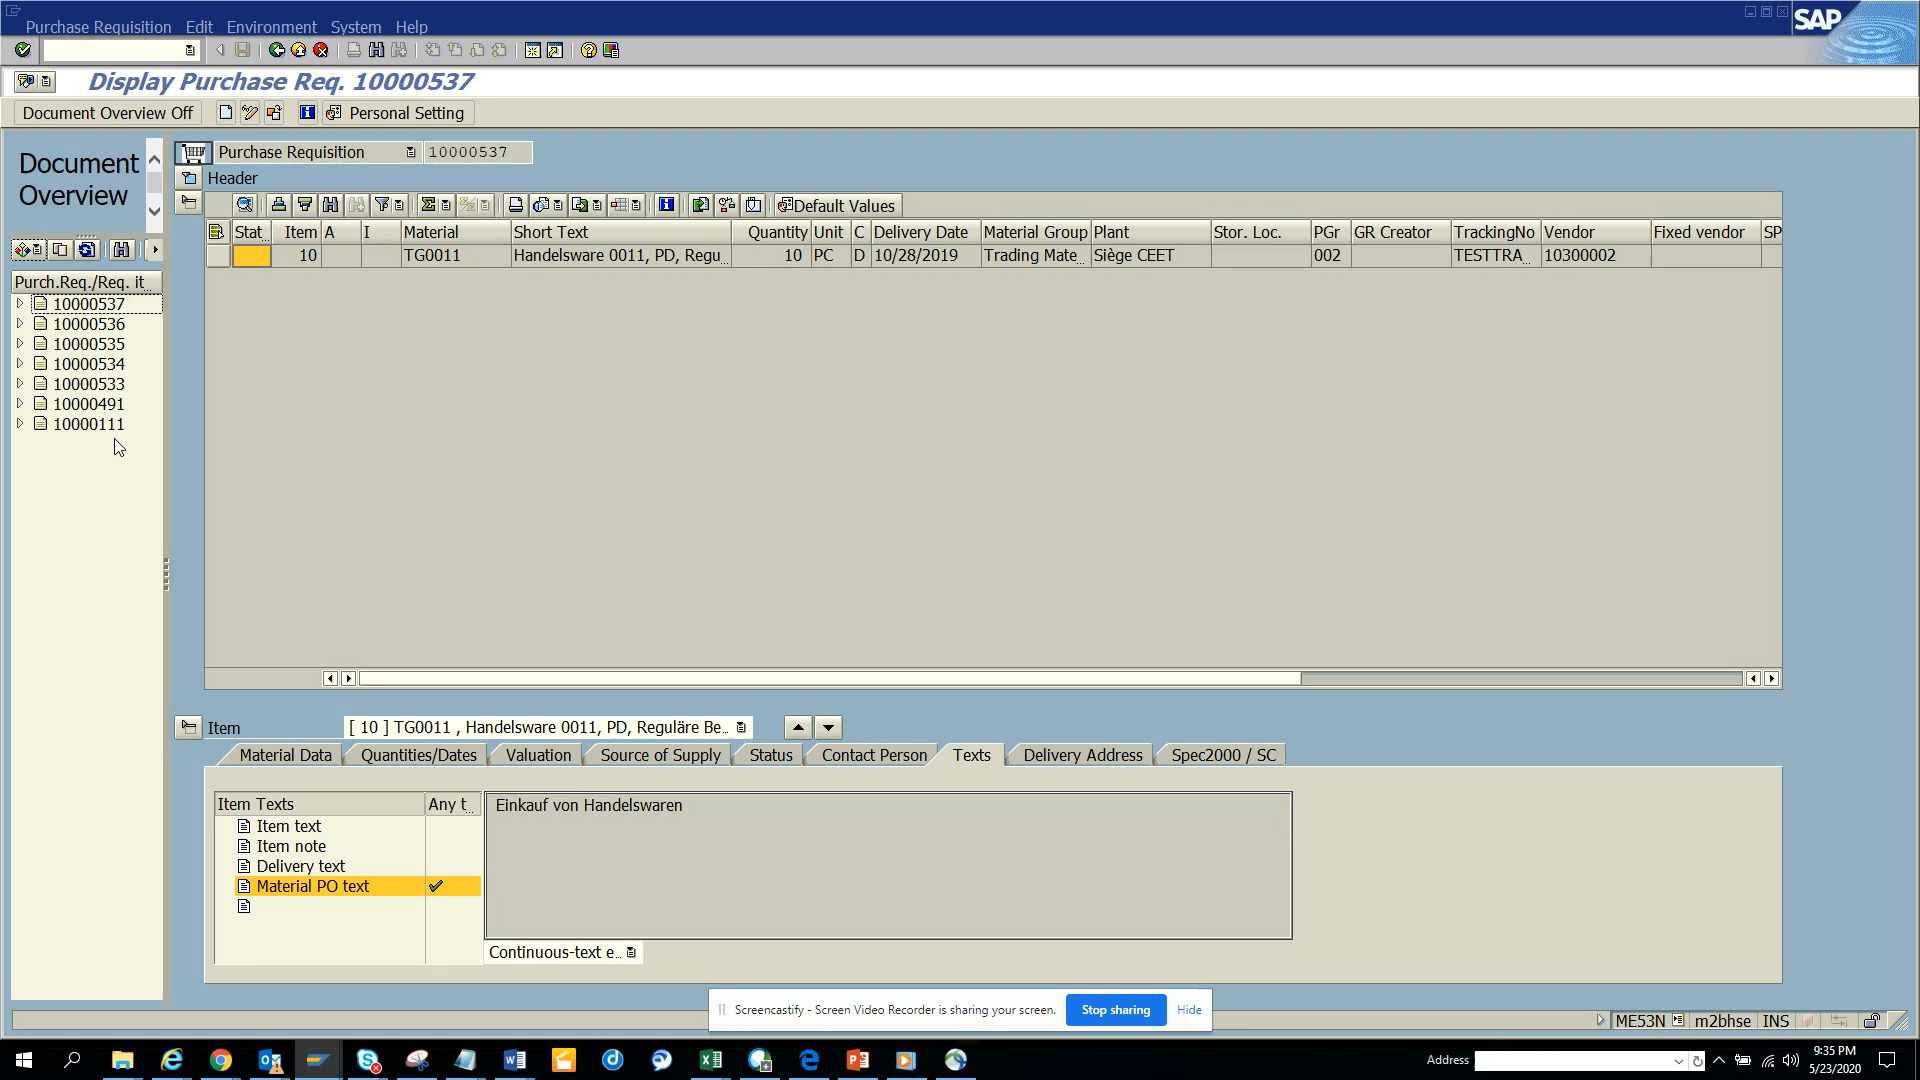 Purchase Requisition Edit Environment System Help
SAP
Display Purchase Req. 10000537
Document Overview Off Personal Setting
Document
Overview
Purchase Requisition 10000537
Header
Default Values
Stat.. Item A I Material Short Text Quantity Unit C Delivery Date Material Group Plant Stor. Loc. PGr GR Creator TrackingNo Vendor Fixed vendor SP
10 TG0011 Handelsware 0011, PD, Regu.. 10 PC D 10/28/2019 Trading Mate.. Siège CEET 002 TESTTRA.. 10300002
Purch.Req./Req. it..
10000537
10000536
10000535
10000534
10000533
10000491
10000111
Item [ 10 ] TG0011 , Handelsware 0011, PD, Reguläre Be..
Material Data Quantities/Dates Valuation Source of Supply Status Contact Person Texts Delivery Address Spec2000 / SC
Item Texts Any t..
Item text
Item note
Delivery text
Material PO text
Einkauf von Handelswaren
Continuous-text e..
Screencastify - Screen Video Recorder is sharing your screen. Stop sharing Hide
ME53N m2bhse INS
Address
9:35 PM
5/23/2020